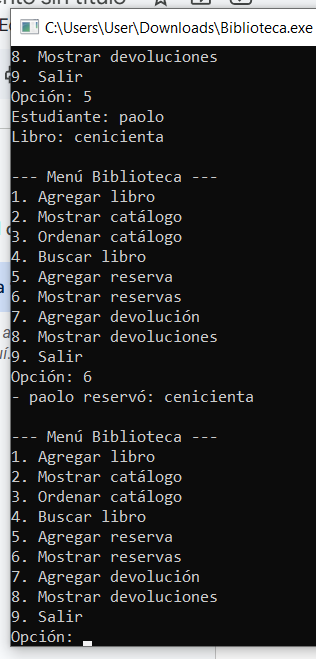 C:\Users\User\Downloads\Biblioteca.exe
8. Mostrar devoluciones
9. Salir
Opción: 5
Estudiante: paolo
Libro: cenicienta
--- Menú Biblioteca ---
1. Agregar libro
2. Mostrar catálogo
3. Ordenar catálogo
4. Buscar libro
5. Agregar reserva
6. Mostrar reservas
7. Agregar devolución
8. Mostrar devoluciones
9. Salir
Opción: 6
- paolo reservó: cenicienta
--- Menú Biblioteca ---
1. Agregar libro
2. Mostrar catálogo
3. Ordenar catálogo
4. Buscar libro
5. Agregar reserva
6. Mostrar reservas
7. Agregar devolución
8. Mostrar devoluciones
9. Salir
Opción: